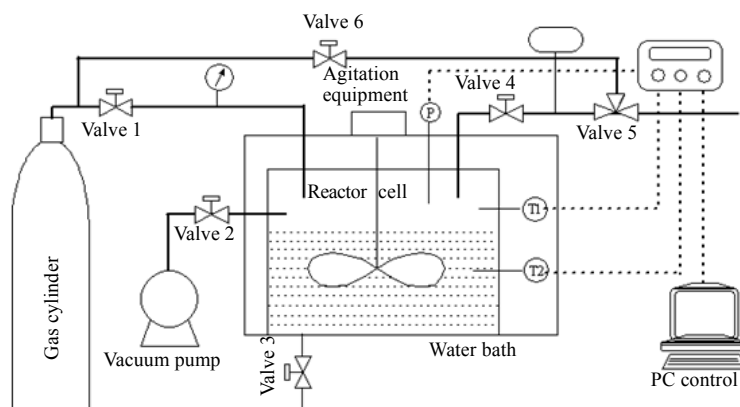 Valve 6
Agitation
equipment
Valve 4
P
Valve 1
Valve 5
Reactor cell
T1
Valve 2
T2
Gas cylinder
Vacuum pump
Valve 3
Water bath
PC control